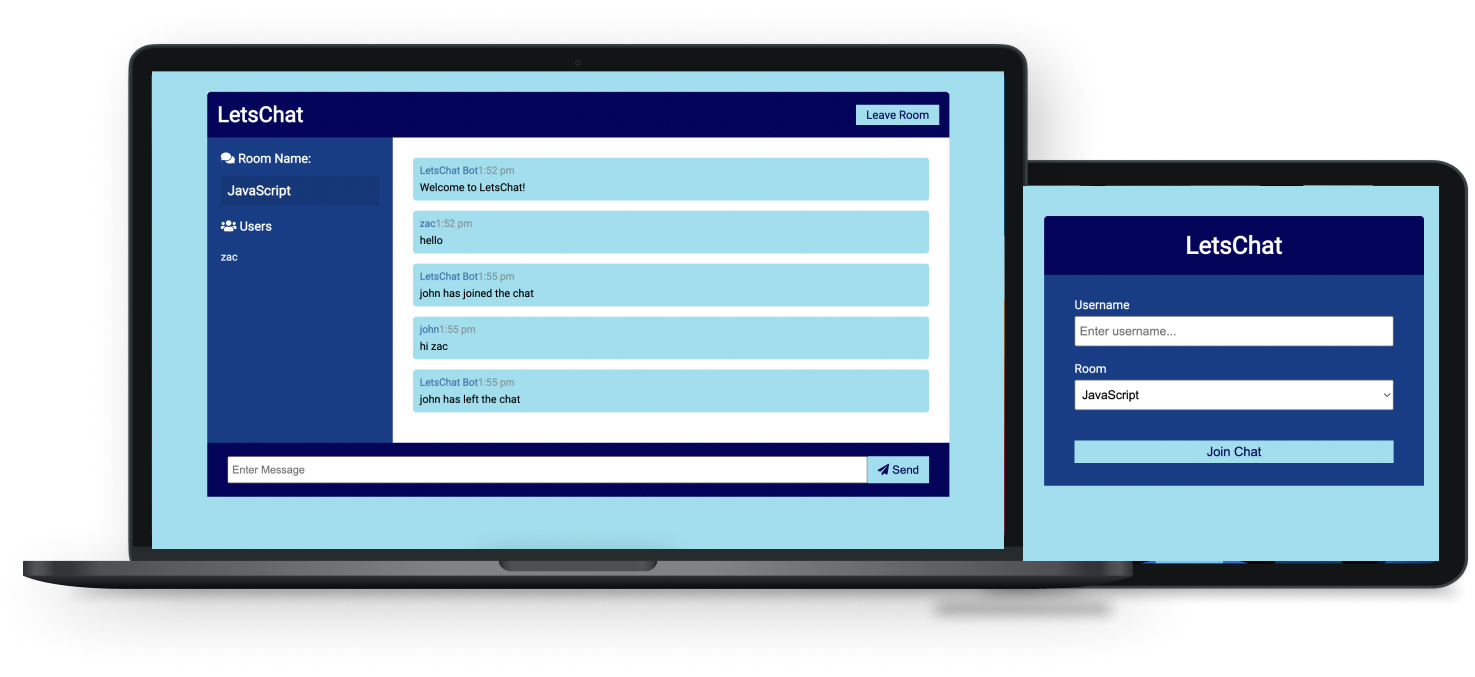 LetsChat
Leave Room
Room Name:
JavaScript
Users
zac
LetsChat Bot1:52 pm
Welcome to LetsChat!
zac1:52 pm
hello
LetsChat Bot1:55 pm
john has joined the chat
john1:55 pm
hi zac
LetsChat Bot1:55 pm
john has left the chat
Enter Message
Send
LetsChat
Username
Enter username...
Room
JavaScript
Join Chat